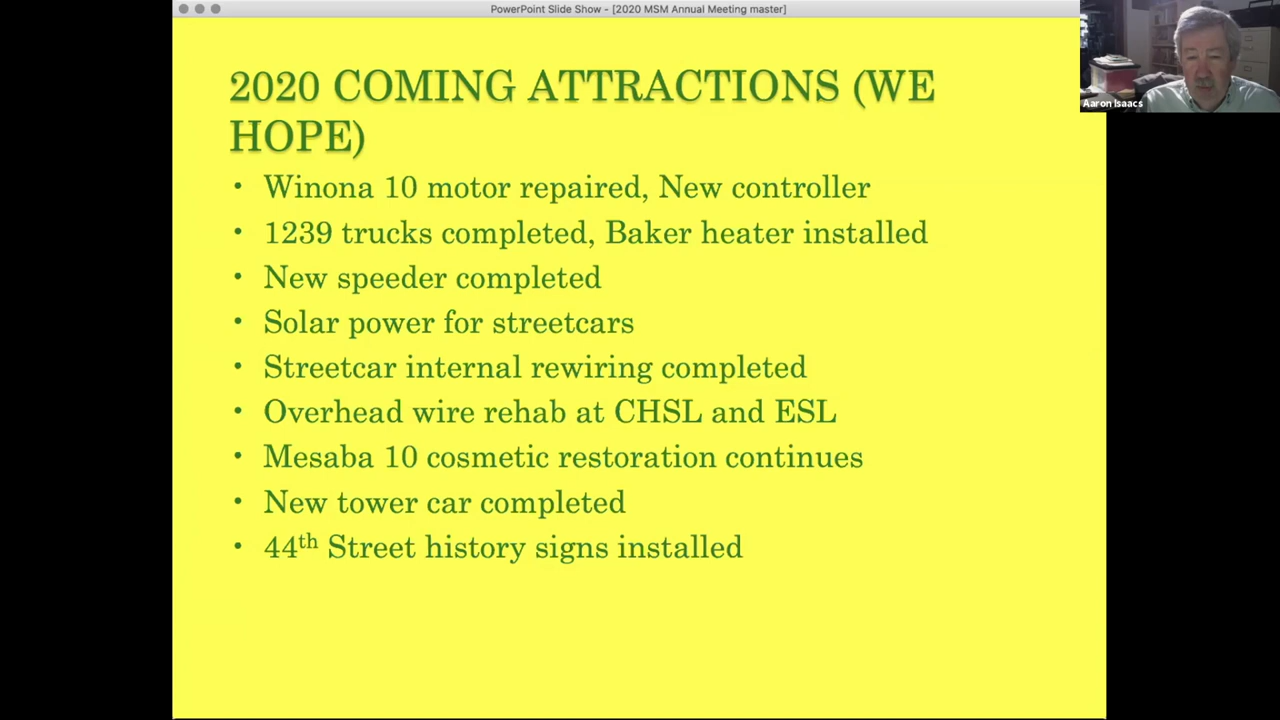 PowerPoint Slide Show - [2020 MSM Annual Meeting master]
Aaron Isaacs
2020 COMING ATTRACTIONS (WE
HOPE)
• Winona 10 motor repaired, New controller
• 1239 trucks completed, Baker heater installed
• New speeder completed
• Solar power for streetcars
• Streetcar internal rewiring completed
• Overhead wire rehab at CHSL and ESL
• Mesaba 10 cosmetic restoration continues
• New tower car completed
• 44th Street history signs installed